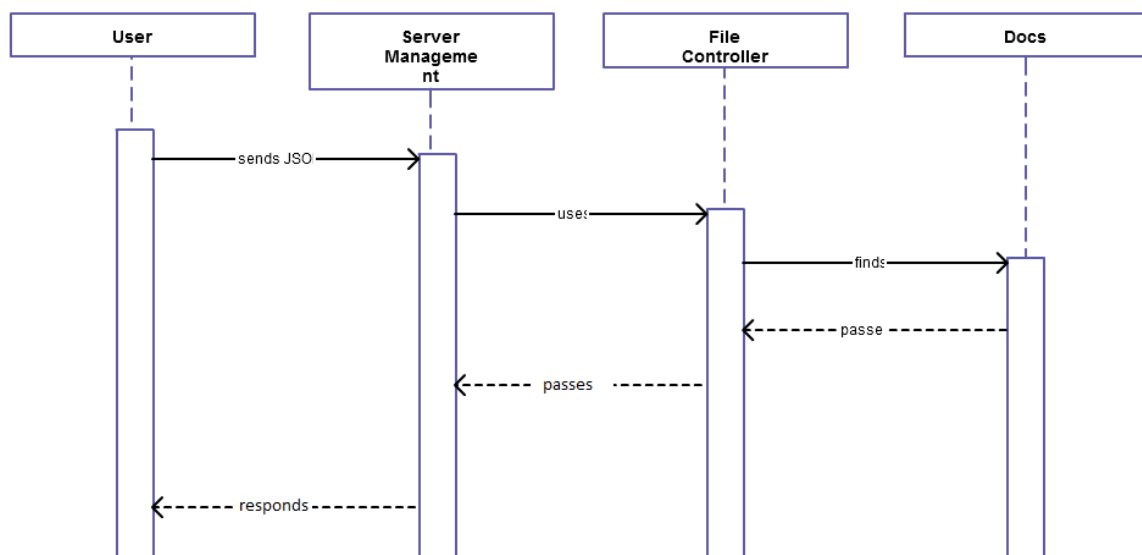 User
Server
Manageme
nt
File
Controller
Docs
sends JSO
uses
finds
passe
passes
responds